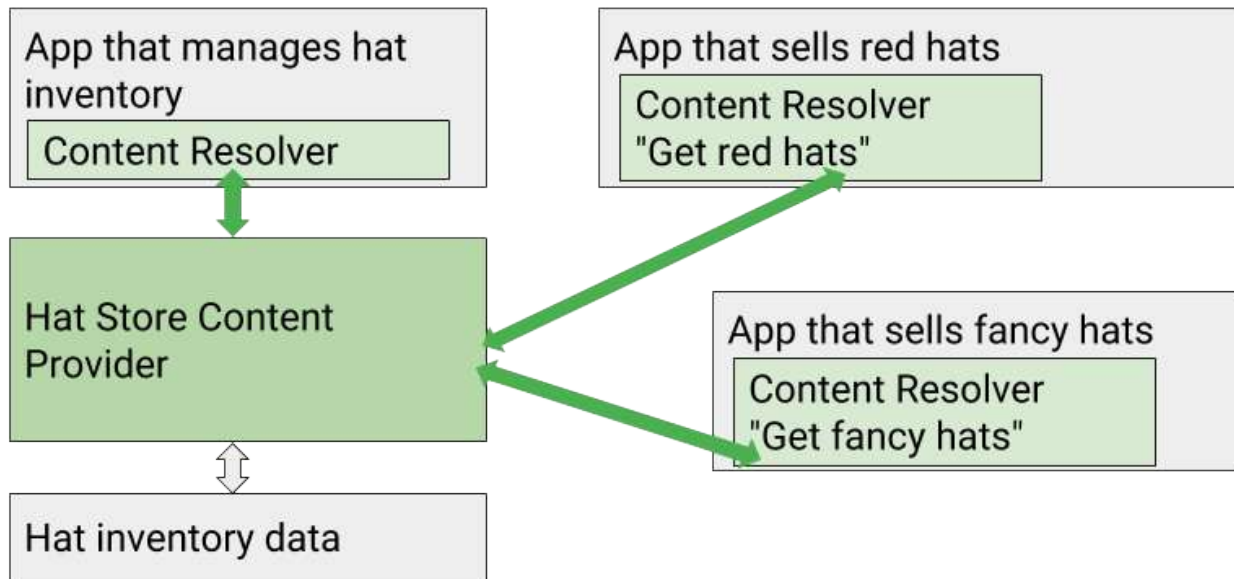 App that manages hat
inventory
Content Resolver
App that sells red hats
Content Resolver
"Get red hats"
Hat Store Content
Provider
App that sells fancy hats
Content Resolver
"Get fancy hats"
Hat inventory data